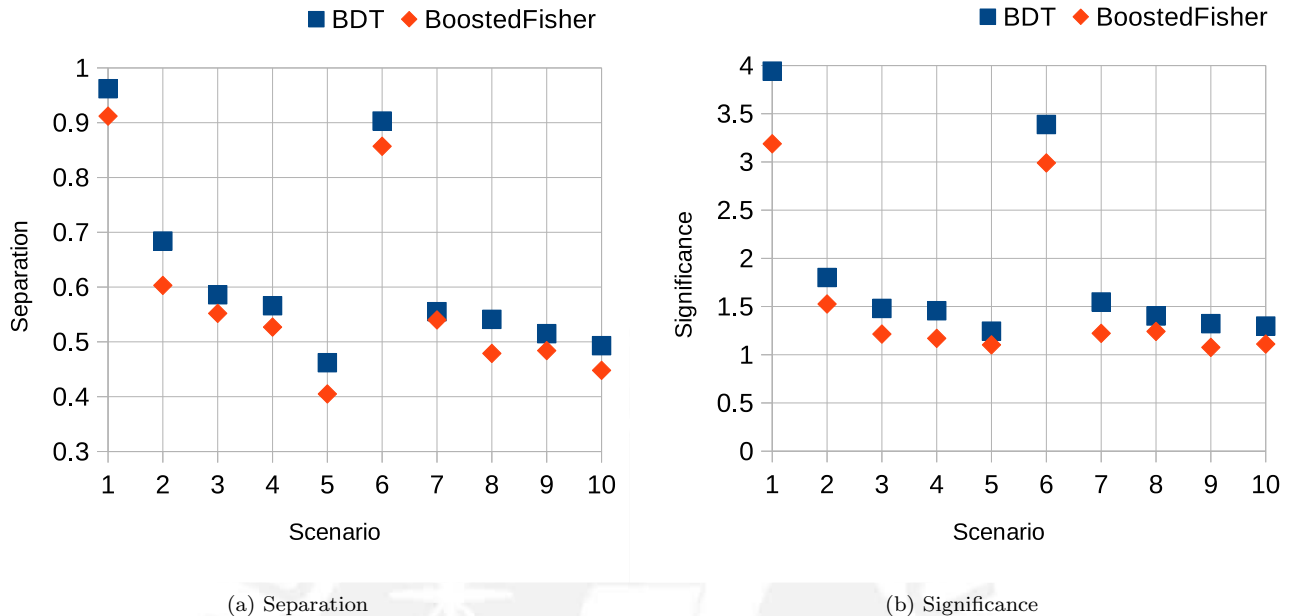 BDT BoostedFisher
1
0.9
0.8
0.7
0.6
0.5
0.4
0.3
Separation
1 2 3 4 5 6 7 8 9 10
Scenario
(a) Separation
BDT BoostedFisher
4
3.5
3
2.5
2
1.5
1
0.5
0
Significance
1 2 3 4 5 6 7 8 9 10
Scenario
(b) Significance